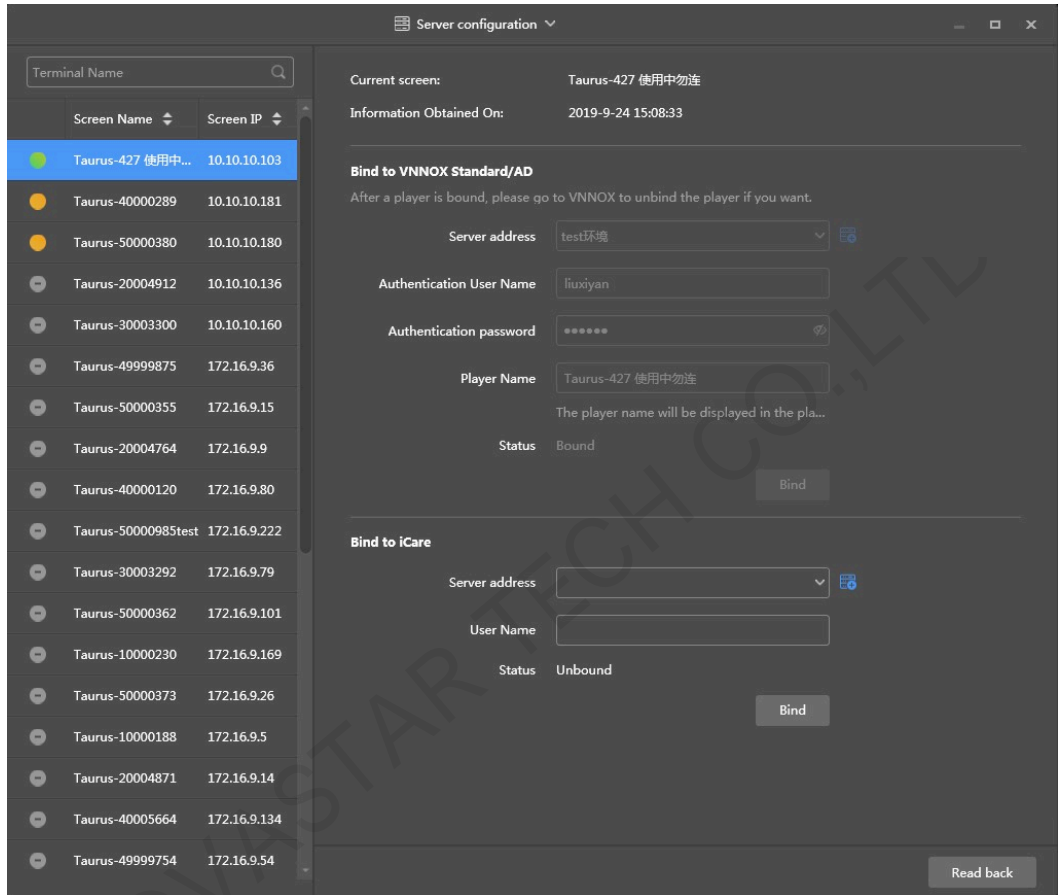 Server configuration
Terminal Name
Screen Name Screen IP
Taurus-427 使用中... 10.10.10.103
Taurus-40000289 10.10.10.181
Taurus-50000380 10.10.10.180
Taurus-20004912 10.10.10.136
Taurus-30003300 10.10.10.160
Taurus-49999875 172.16.9.36
Taurus-50000355 172.16.9.15
Taurus-20004764 172.16.9.9
Taurus-40000120 172.16.9.80
Taurus-50000985test 172.16.9.222
Taurus-30003292 172.16.9.79
Taurus-50000362 172.16.9.101
Taurus-10000230 172.16.9.169
Taurus-50000373 172.16.9.26
Taurus-10000188 172.16.9.5
Taurus-20004871 172.16.9.14
Taurus-40005664 172.16.9.134
Taurus-49999754 172.16.9.54
Current screen: Taurus-427 使用中勿连
Information Obtained On: 2019-9-24 15:08:33
Bind to VNNOX Standard/AD
After a player is bound, please go to VNNOX to unbind the player if you want.
Server address test环境
Authentication User Name liuxiyan
Authentication password ••••••
Player Name Taurus-427 使用中勿连
The player name will be displayed in the pla...
Status Bound
Bind
Bind to iCare
Server address
User Name
Status Unbound
Bind
Read back
OVASTAR TECH CO.,LTD